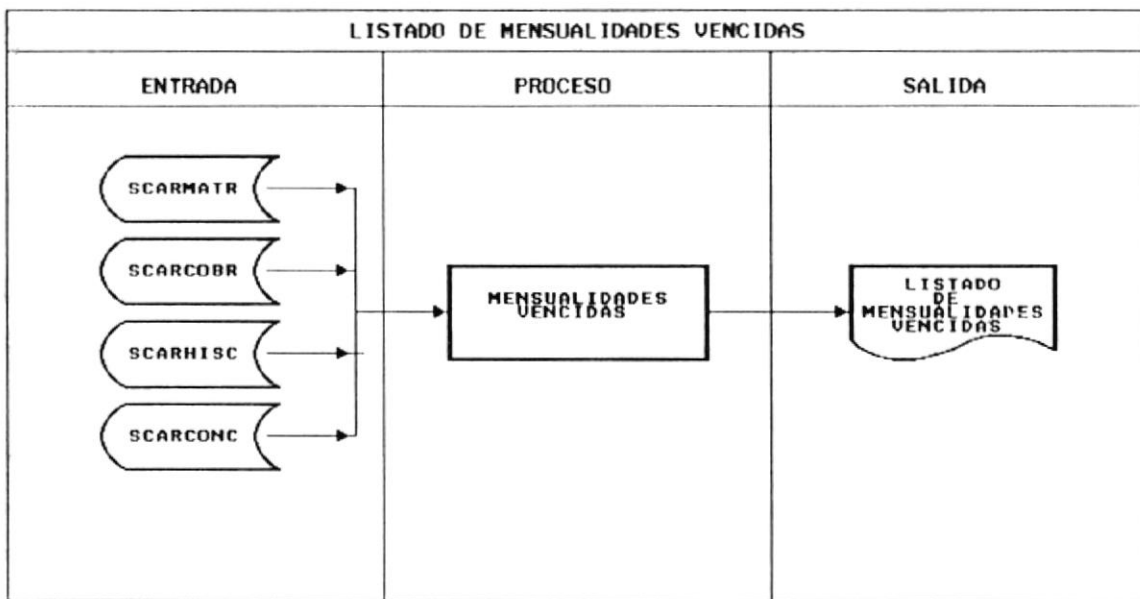 LISTADO DE MENSUALIDADES VENCIDAS
ENTRADA
PROCESO
SALIDA
SCARMATR
SCARCOBR
SCARHISC
SCARCONC
MENSUALIDADES
VENCIDAS
LISTADO
DE
MENSUALIDADES
VENCIDAS